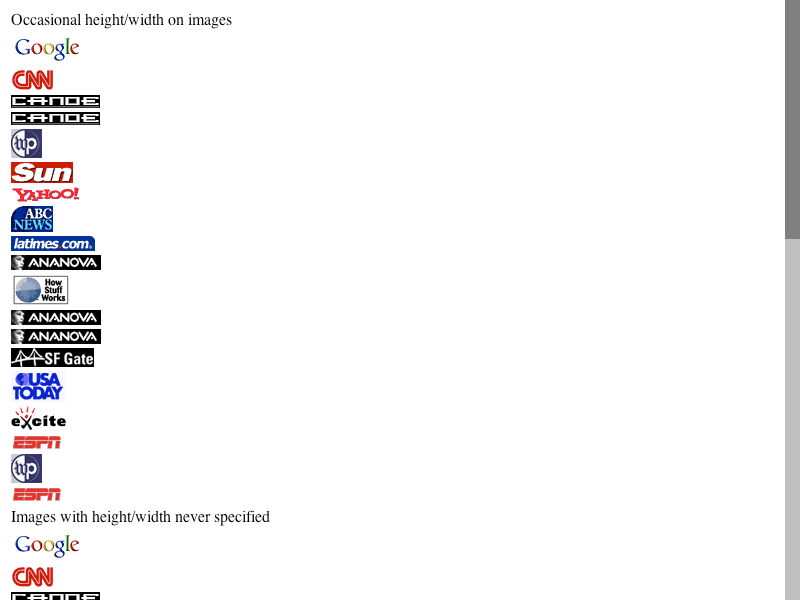 Occasional height/width on images
Google
CNN
CANOE
CANOE
wp
Sun
YAHOO!
ABC
NEWS
latimes.com
ANANOVA
How
Stuff
Works
ANANOVA
ANANOVA
SF Gate
USA
TODAY
excite
ESPN
wp
ESPN
Images with height/width never specified
Google
CNN
CANOE